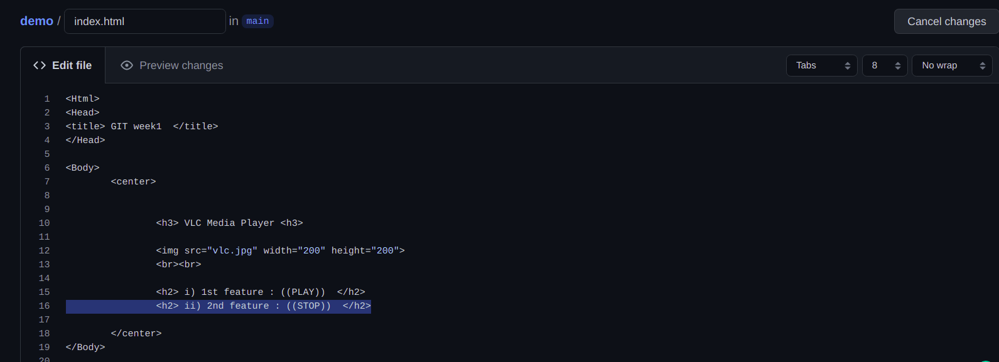 demo / index.html in main Cancel changes
Edit file Preview changes Tabs 8 No wrap
1 <Html>
2 <Head>
3 <title> GIT week1  </title>
4 </Head>
5
6 <Body>
7         <center>
8
9
10                 <h3> VLC Media Player <h3>
11
12                 <img src="vlc.jpg" width="200" height="200">
13                 <br><br>
14
15                 <h2> i) 1st feature : ((PLAY))  </h2>
16                 <h2> ii) 2nd feature : ((STOP))  </h2>
17
18         </center>
19 </Body>
20